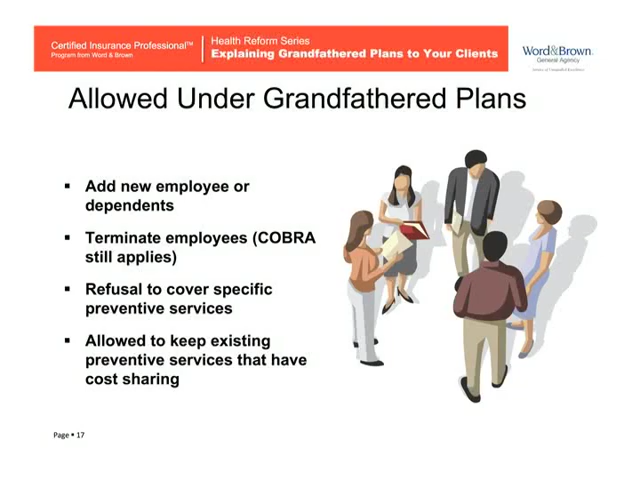 Certified Insurance Professional™
Program from Word & Brown
Health Reform Series
Explaining Grandfathered Plans to Your Clients
Word&Brown.
General Agency
Allowed Under Grandfathered Plans
▪ Add new employee or
dependents
▪ Terminate employees (COBRA
still applies)
▪ Refusal to cover specific
preventive services
▪ Allowed to keep existing
preventive services that have
cost sharing
Page ▪ 17